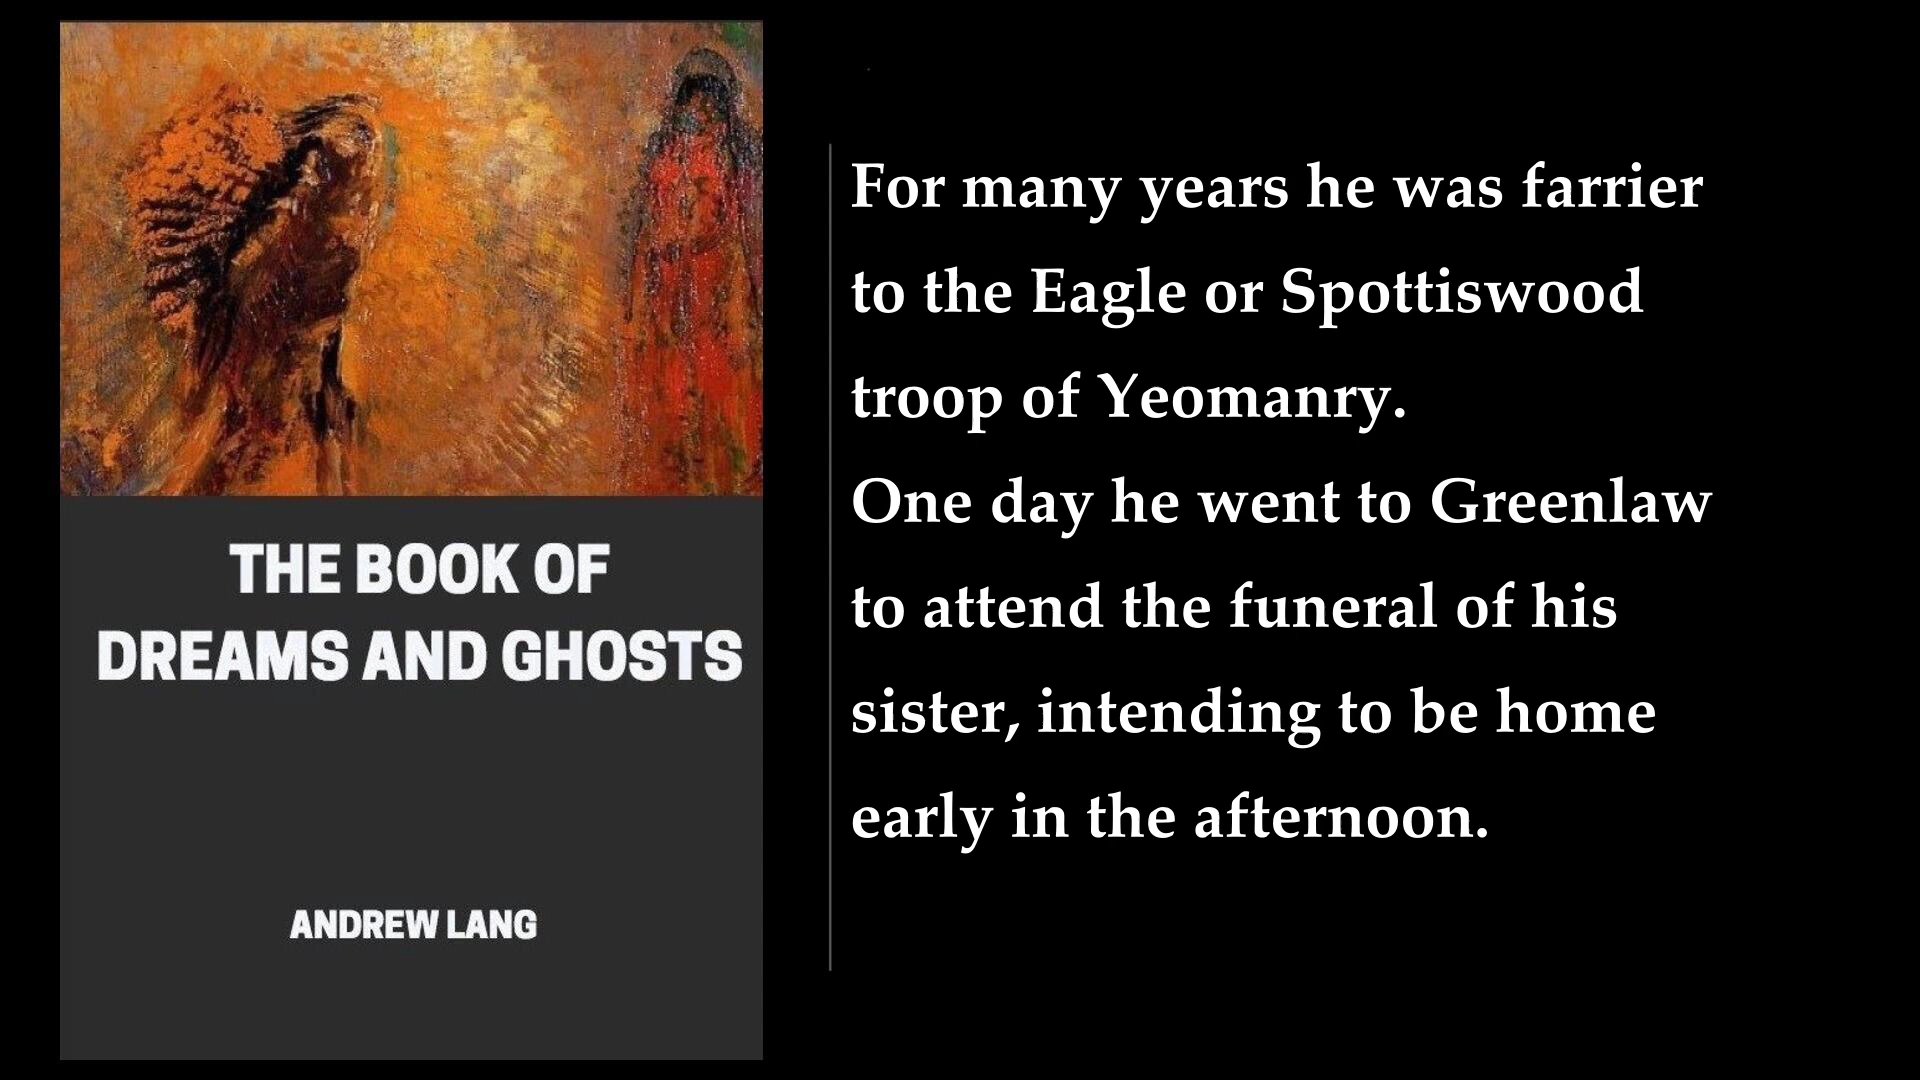 THE BOOK OF
DREAMS AND GHOSTS
ANDREW LANG
For many years he was farrier
to the Eagle or Spottiswood
troop of Yeomanry.
One day he went to Greenlaw
to attend the funeral of his
sister, intending to be home
early in the afternoon.